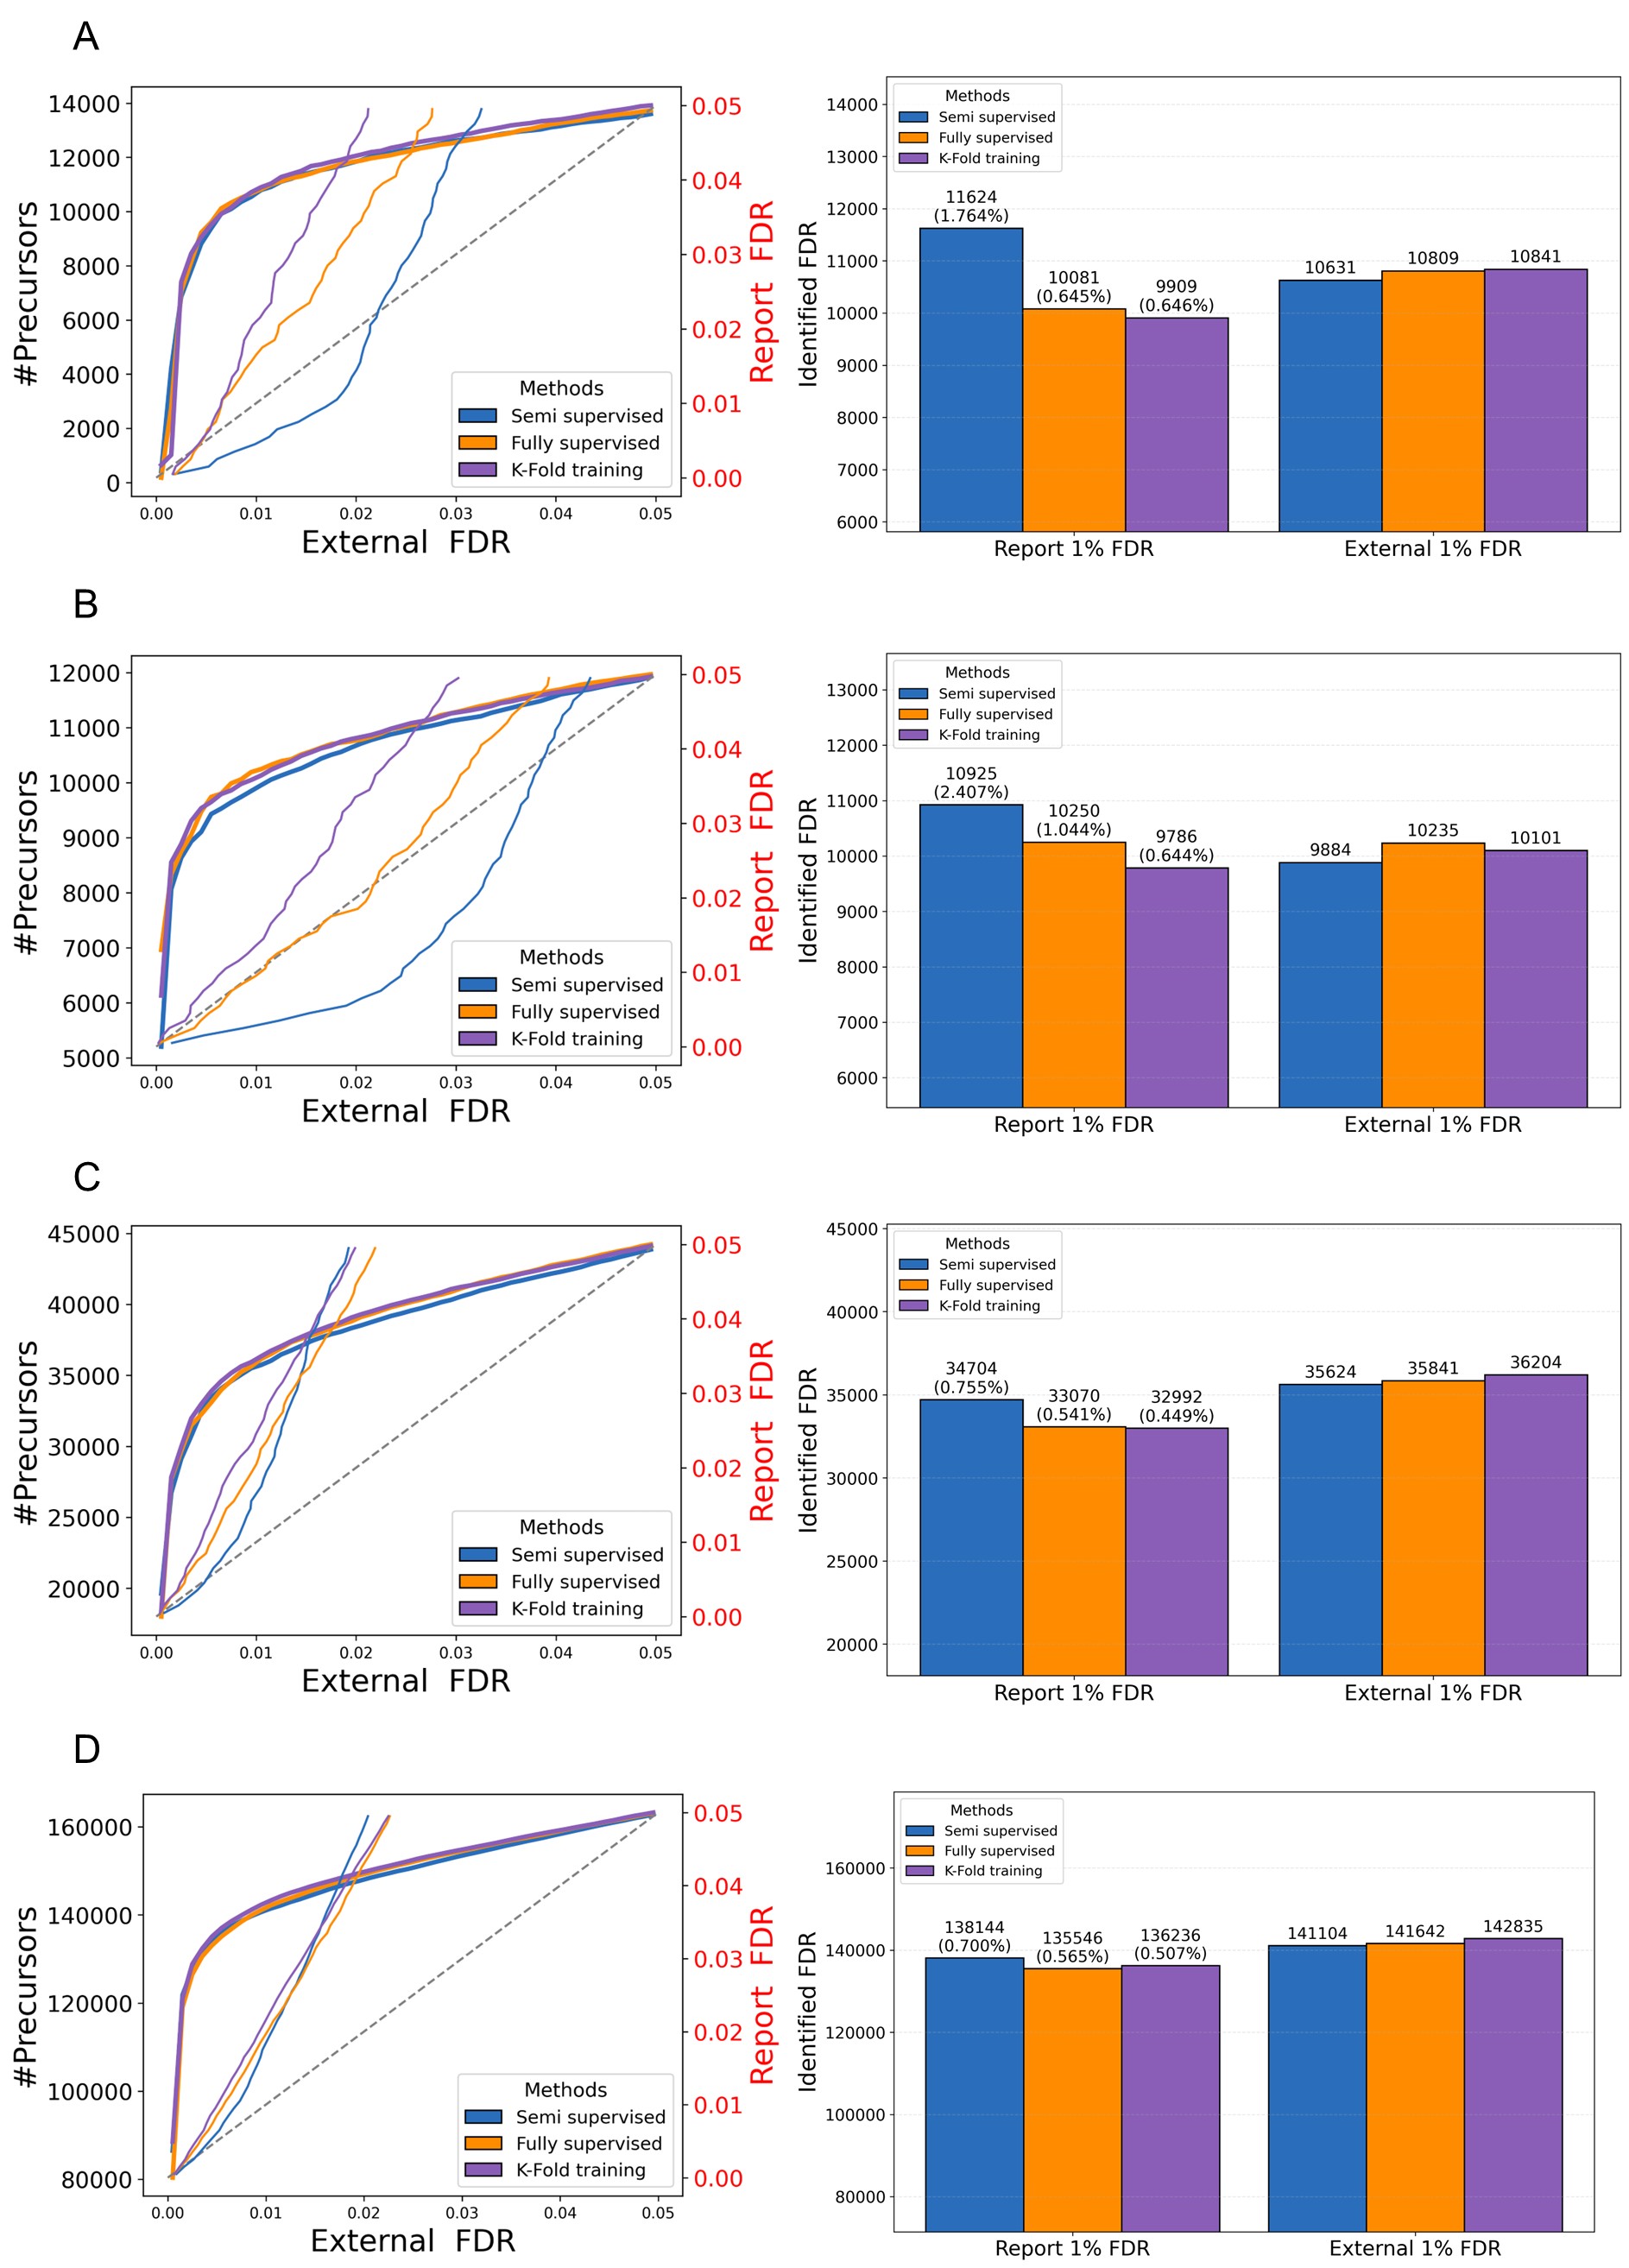 A
14000
12000
10000
8000
6000
4000
2000
0
#Precursors
0.05
0.04
0.03
0.02
0.01
0.00
Report FDR
Methods
Semi supervised
Fully supervised
K-Fold training
0.00 0.01 0.02 0.03 0.04 0.05
External FDR
14000
13000
12000
11000
10000
9000
8000
7000
6000
Identified FDR
Methods
Semi supervised
Fully supervised
K-Fold training
11624
(1.764%)
10081
(0.645%)
9909
(0.646%)
10631
10809
10841
Report 1% FDR External 1% FDR
B
12000
11000
10000
9000
8000
7000
6000
5000
#Precursors
0.05
0.04
0.03
0.02
0.01
0.00
Report FDR
Methods
Semi supervised
Fully supervised
K-Fold training
0.00 0.01 0.02 0.03 0.04 0.05
External FDR
13000
12000
11000
10000
9000
8000
7000
6000
Identified FDR
Methods
Semi supervised
Fully supervised
K-Fold training
10925
(2.407%)
10250
(1.044%)
9786
(0.644%)
9884
10235
10101
Report 1% FDR External 1% FDR
C
45000
40000
35000
30000
25000
20000
#Precursors
0.05
0.04
0.03
0.02
0.01
0.00
Report FDR
Methods
Semi supervised
Fully supervised
K-Fold training
0.00 0.01 0.02 0.03 0.04 0.05
External FDR
45000
40000
35000
30000
25000
20000
Identified FDR
Methods
Semi supervised
Fully supervised
K-Fold training
34704
(0.755%)
33070
(0.541%)
32992
(0.449%)
35624
35841
36204
Report 1% FDR External 1% FDR
D
160000
140000
120000
100000
80000
#Precursors
0.05
0.04
0.03
0.02
0.01
0.00
Report FDR
Methods
Semi supervised
Fully supervised
K-Fold training
0.00 0.01 0.02 0.03 0.04 0.05
External FDR
160000
140000
120000
100000
80000
Identified FDR
Methods
Semi supervised
Fully supervised
K-Fold training
138144
(0.700%)
135546
(0.565%)
136236
(0.507%)
141104
141642
142835
Report 1% FDR External 1% FDR